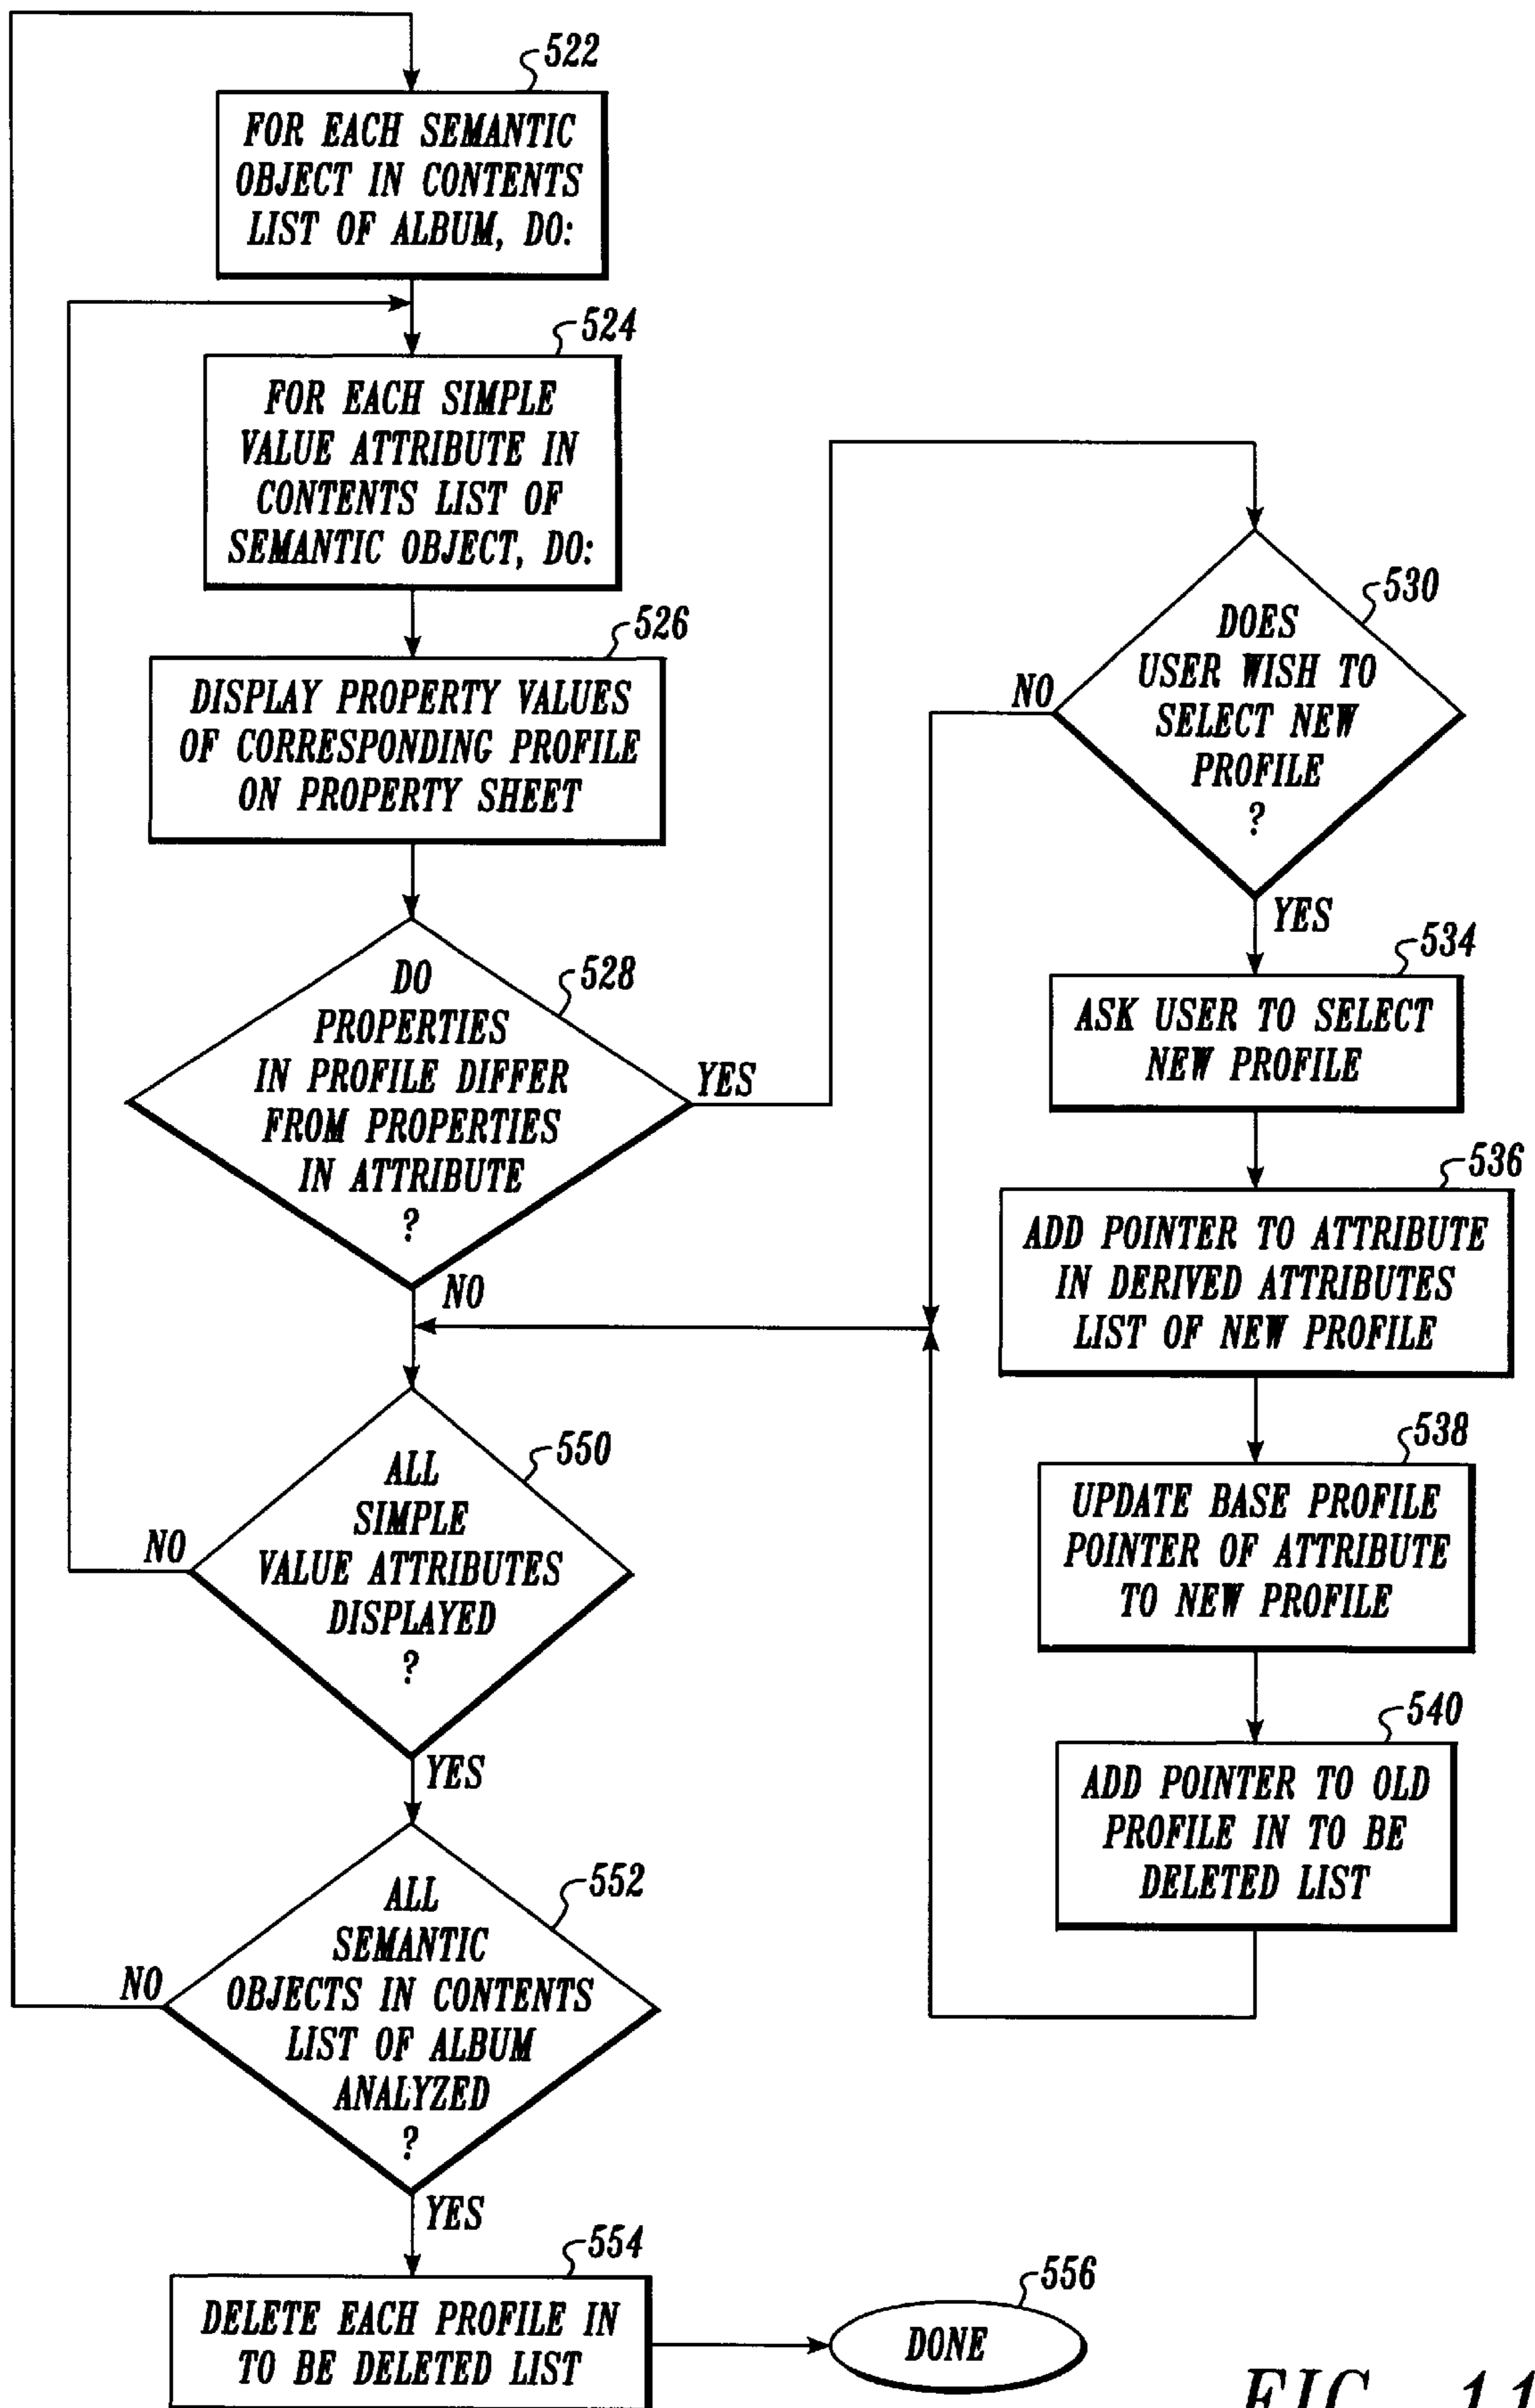 522
FOR EACH SEMANTIC
OBJECT IN CONTENTS
LIST OF ALBUM, DO:
524
FOR EACH SIMPLE
VALUE ATTRIBUTE IN
CONTENTS LIST OF
SEMANTIC OBJECT, DO:
526
DISPLAY PROPERTY VALUES
OF CORRESPONDING PROFILE
ON PROPERTY SHEET
528
DO
PROPERTIES
IN PROFILE DIFFER
FROM PROPERTIES
IN ATTRIBUTE
?
YES
NO
530
DOES
USER WISH TO
SELECT NEW
PROFILE
?
NO
YES
534
ASK USER TO SELECT
NEW PROFILE
536
ADD POINTER TO ATTRIBUTE
IN DERIVED ATTRIBUTES
LIST OF NEW PROFILE
538
UPDATE BASE PROFILE
POINTER OF ATTRIBUTE
TO NEW PROFILE
540
ADD POINTER TO OLD
PROFILE IN TO BE
DELETED LIST
550
ALL
SIMPLE
VALUE ATTRIBUTES
DISPLAYED
?
NO
YES
552
ALL
SEMANTIC
OBJECTS IN CONTENTS
LIST OF ALBUM
ANALYZED
?
NO
YES
554
DELETE EACH PROFILE IN
TO BE DELETED LIST
556
DONE
FIG. 11